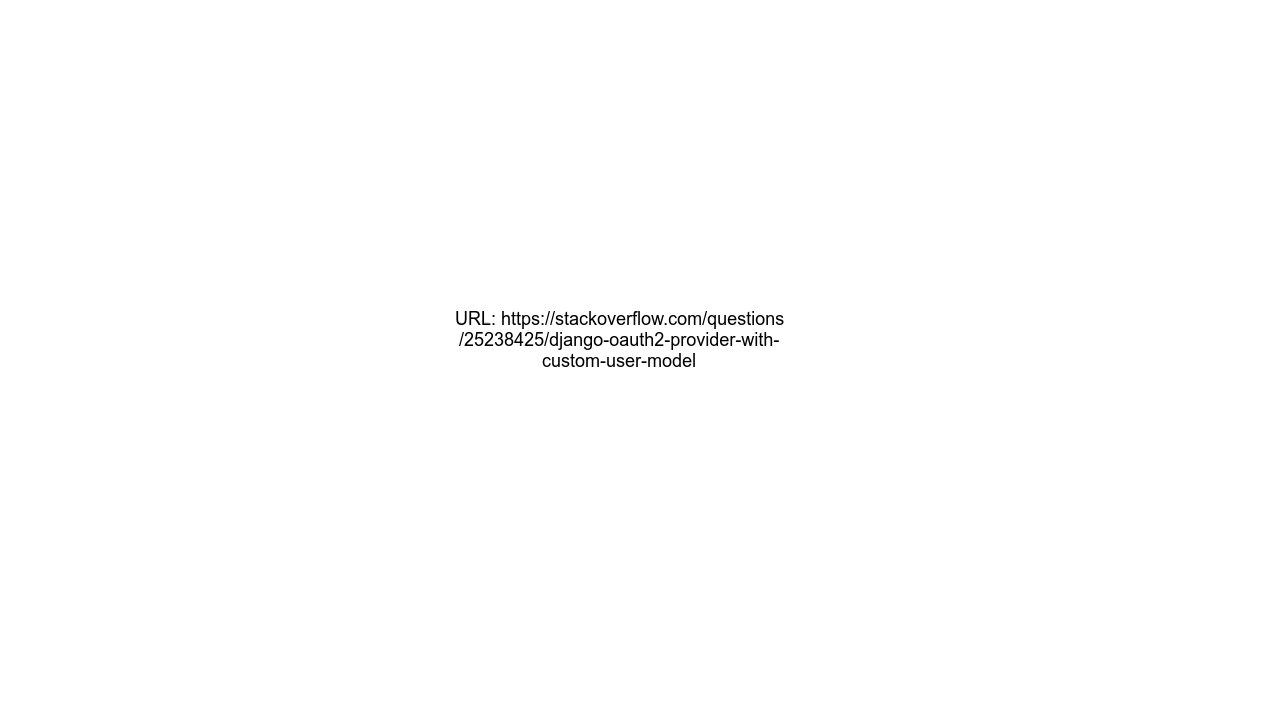 URL: https://stackoverflow.com/questions
/25238425/django-oauth2-provider-with-
custom-user-model